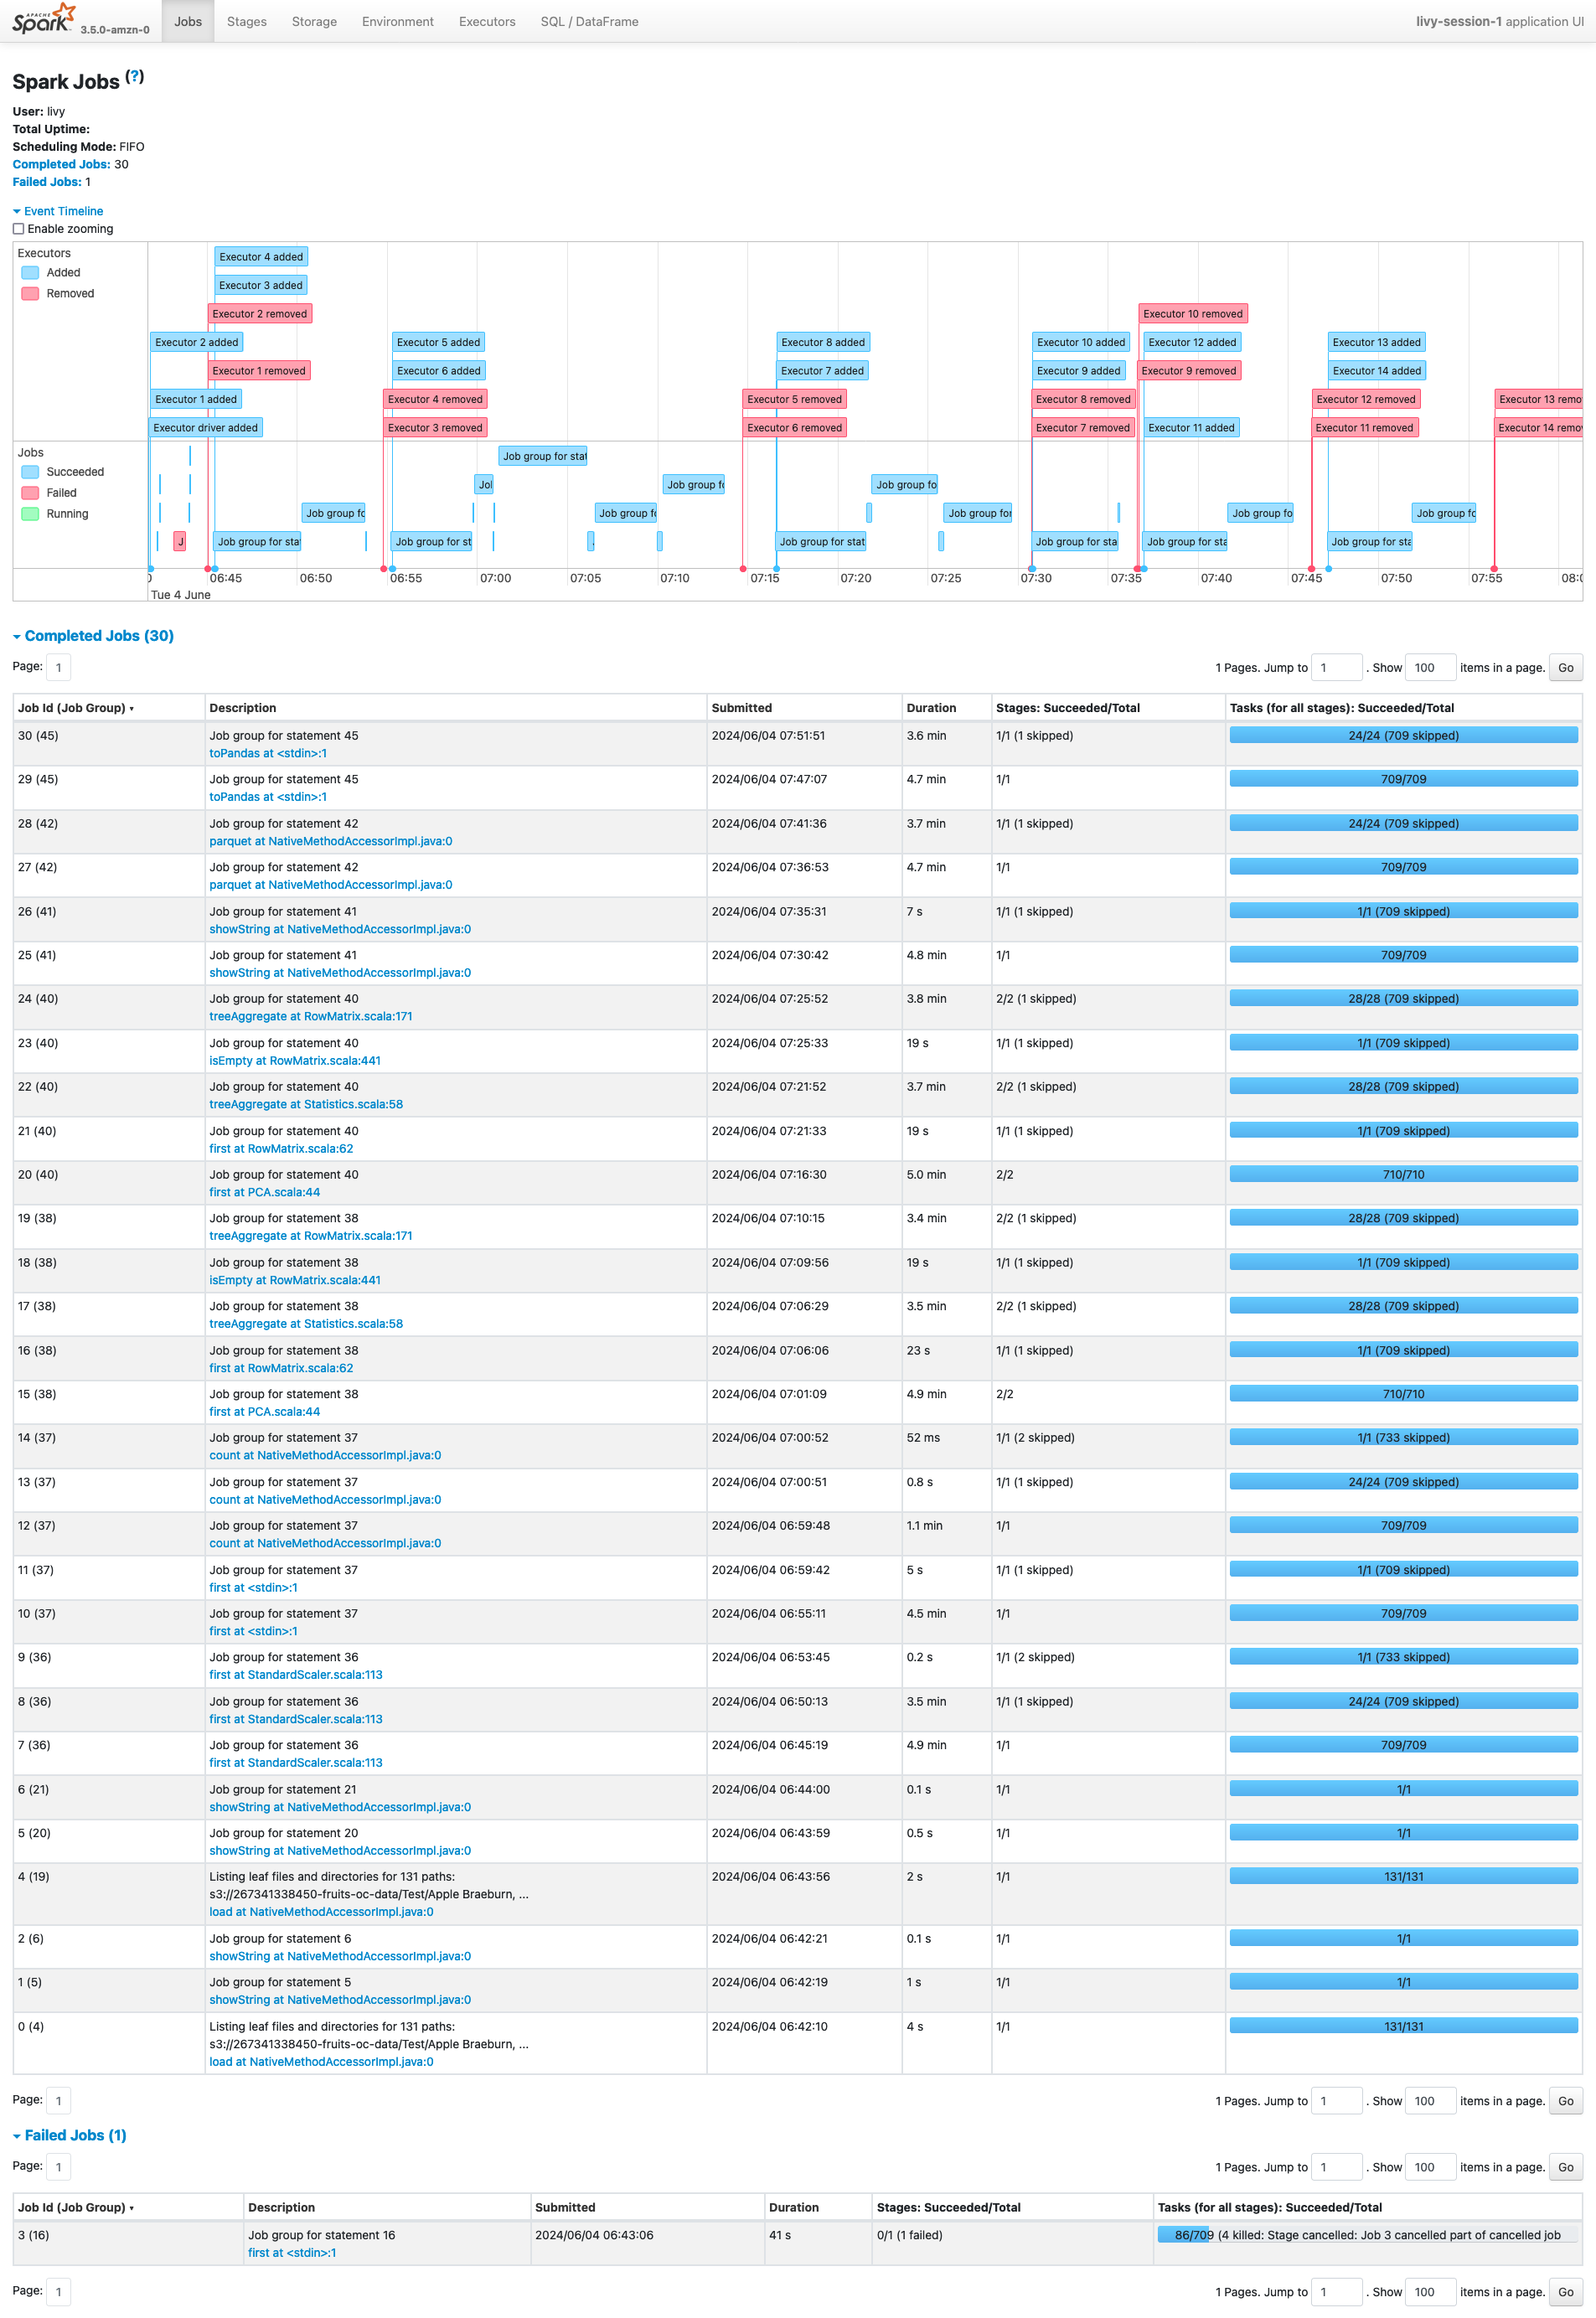 APACHE
Spark 3.5.0-amzn-0 Jobs Stages Storage Environment Executors SQL / DataFrame livy-session-1 application UI
Spark Jobs (?)
User: livy
Total Uptime:
Scheduling Mode: FIFO
Completed Jobs: 30
Failed Jobs: 1
Event Timeline
Enable zooming
Executors
Added
Removed
Executor 4 added
Executor 3 added
Executor 2 removed Executor 10 removed
Executor 2 added Executor 5 added Executor 8 added Executor 10 added Executor 12 added Executor 13 added
Executor 1 removed Executor 6 added Executor 7 added Executor 9 added Executor 9 removed Executor 14 added
Executor 1 added Executor 4 removed Executor 5 removed Executor 8 removed Executor 12 removed Executor 13 remo
Executor driver added Executor 3 removed Executor 6 removed Executor 7 removed Executor 11 added Executor 11 removed Executor 14 remo
Jobs
Succeeded
Failed
Running
Job group for stat
Jo Job group fo Job group fo
Job group fo Job group fo Job group for Job group fo Job group fo
J Job group for stat Job group for st Job group for stat Job group for stat Job group for sta Job group for sta
06:45 06:50 06:55 07:00 07:05 07:10 07:15 07:20 07:25 07:30 07:35 07:40 07:45 07:50 07:55 08:0
Tue 4 June
Completed Jobs (30)
Page: 1 1 Pages. Jump to 1 . Show 100 items in a page. Go
Job Id (Job Group) ▾ Description Submitted Duration Stages: Succeeded/Total Tasks (for all stages): Succeeded/Total
30 (45) Job group for statement 45 2024/06/04 07:51:51 3.6 min 1/1 (1 skipped) 24/24 (709 skipped)
toPandas at <stdin>:1
29 (45) Job group for statement 45 2024/06/04 07:47:07 4.7 min 1/1 709/709
toPandas at <stdin>:1
28 (42) Job group for statement 42 2024/06/04 07:41:36 3.7 min 1/1 (1 skipped) 24/24 (709 skipped)
parquet at NativeMethodAccessorImpl.java:0
27 (42) Job group for statement 42 2024/06/04 07:36:53 4.7 min 1/1 709/709
parquet at NativeMethodAccessorImpl.java:0
26 (41) Job group for statement 41 2024/06/04 07:35:31 7 s 1/1 (1 skipped) 1/1 (709 skipped)
showString at NativeMethodAccessorImpl.java:0
25 (41) Job group for statement 41 2024/06/04 07:30:42 4.8 min 1/1 709/709
showString at NativeMethodAccessorImpl.java:0
24 (40) Job group for statement 40 2024/06/04 07:25:52 3.8 min 2/2 (1 skipped) 28/28 (709 skipped)
treeAggregate at RowMatrix.scala:171
23 (40) Job group for statement 40 2024/06/04 07:25:33 19 s 1/1 (1 skipped) 1/1 (709 skipped)
isEmpty at RowMatrix.scala:441
22 (40) Job group for statement 40 2024/06/04 07:21:52 3.7 min 2/2 (1 skipped) 28/28 (709 skipped)
treeAggregate at Statistics.scala:58
21 (40) Job group for statement 40 2024/06/04 07:21:33 19 s 1/1 (1 skipped) 1/1 (709 skipped)
first at RowMatrix.scala:62
20 (40) Job group for statement 40 2024/06/04 07:16:30 5.0 min 2/2 710/710
first at PCA.scala:44
19 (38) Job group for statement 38 2024/06/04 07:10:15 3.4 min 2/2 (1 skipped) 28/28 (709 skipped)
treeAggregate at RowMatrix.scala:171
18 (38) Job group for statement 38 2024/06/04 07:09:56 19 s 1/1 (1 skipped) 1/1 (709 skipped)
isEmpty at RowMatrix.scala:441
17 (38) Job group for statement 38 2024/06/04 07:06:29 3.5 min 2/2 (1 skipped) 28/28 (709 skipped)
treeAggregate at Statistics.scala:58
16 (38) Job group for statement 38 2024/06/04 07:06:06 23 s 1/1 (1 skipped) 1/1 (709 skipped)
first at RowMatrix.scala:62
15 (38) Job group for statement 38 2024/06/04 07:01:09 4.9 min 2/2 710/710
first at PCA.scala:44
14 (37) Job group for statement 37 2024/06/04 07:00:52 52 ms 1/1 (2 skipped) 1/1 (733 skipped)
count at NativeMethodAccessorImpl.java:0
13 (37) Job group for statement 37 2024/06/04 07:00:51 0.8 s 1/1 (1 skipped) 24/24 (709 skipped)
count at NativeMethodAccessorImpl.java:0
12 (37) Job group for statement 37 2024/06/04 06:59:48 1.1 min 1/1 709/709
count at NativeMethodAccessorImpl.java:0
11 (37) Job group for statement 37 2024/06/04 06:59:42 5 s 1/1 (1 skipped) 1/1 (709 skipped)
first at <stdin>:1
10 (37) Job group for statement 37 2024/06/04 06:55:11 4.5 min 1/1 709/709
first at <stdin>:1
9 (36) Job group for statement 36 2024/06/04 06:53:45 0.2 s 1/1 (2 skipped) 1/1 (733 skipped)
first at StandardScaler.scala:113
8 (36) Job group for statement 36 2024/06/04 06:50:13 3.5 min 1/1 (1 skipped) 24/24 (709 skipped)
first at StandardScaler.scala:113
7 (36) Job group for statement 36 2024/06/04 06:45:19 4.9 min 1/1 709/709
first at StandardScaler.scala:113
6 (21) Job group for statement 21 2024/06/04 06:44:00 0.1 s 1/1 1/1
showString at NativeMethodAccessorImpl.java:0
5 (20) Job group for statement 20 2024/06/04 06:43:59 0.5 s 1/1 1/1
showString at NativeMethodAccessorImpl.java:0
4 (19) Listing leaf files and directories for 131 paths: 2024/06/04 06:43:56 2 s 1/1 131/131
s3://267341338450-fruits-oc-data/Test/Apple Braeburn, ...
load at NativeMethodAccessorImpl.java:0
2 (6) Job group for statement 6 2024/06/04 06:42:21 0.1 s 1/1 1/1
showString at NativeMethodAccessorImpl.java:0
1 (5) Job group for statement 5 2024/06/04 06:42:19 1 s 1/1 1/1
showString at NativeMethodAccessorImpl.java:0
0 (4) Listing leaf files and directories for 131 paths: 2024/06/04 06:42:10 4 s 1/1 131/131
s3://267341338450-fruits-oc-data/Test/Apple Braeburn, ...
load at NativeMethodAccessorImpl.java:0
Page: 1 1 Pages. Jump to 1 . Show 100 items in a page. Go
Failed Jobs (1)
Page: 1 1 Pages. Jump to 1 . Show 100 items in a page. Go
Job Id (Job Group) ▾ Description Submitted Duration Stages: Succeeded/Total Tasks (for all stages): Succeeded/Total
3 (16) Job group for statement 16 2024/06/04 06:43:06 41 s 0/1 (1 failed) 86/709 (4 killed: Stage cancelled: Job 3 cancelled part of cancelled job
first at <stdin>:1
Page: 1 1 Pages. Jump to 1 . Show 100 items in a page. Go